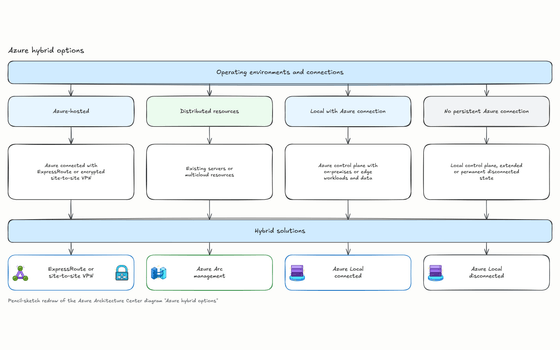 Azure hybrid options
Operating environments and connections
Azure-hosted
Distributed resources
Local with Azure connection
No persistent Azure connection
Azure connected with
ExpressRoute or encrypted
site-to-site VPN
Existing servers or
multicloud resources
Azure control plane with
on-premises or edge
workloads and data
Local control plane, extended
or permanent disconnected
state
Hybrid solutions
ExpressRoute or
site-to-site VPN
Azure Arc
management
Azure Local
connected
Azure Local
disconnected
Pencil-sketch redraw of the Azure Architecture Center diagram "Azure hybrid options"